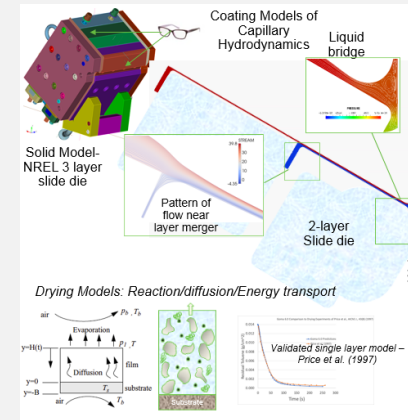 Coating Models of
Capillary
Hydrodynamics
Liquid
bridge
Solid Model-
NREL 3 layer
slide die
STREAM
Pattern of
flow near
layer merger
2-layer
Slide die
Drying Models: Reaction/diffusion/Energy transport
air
Evaporation
y=H(t)
film
Diffusion
y=0
substrate
y=-B
air
Substrate
Validated single layer model –
Price et al. (1997)
Time (s)